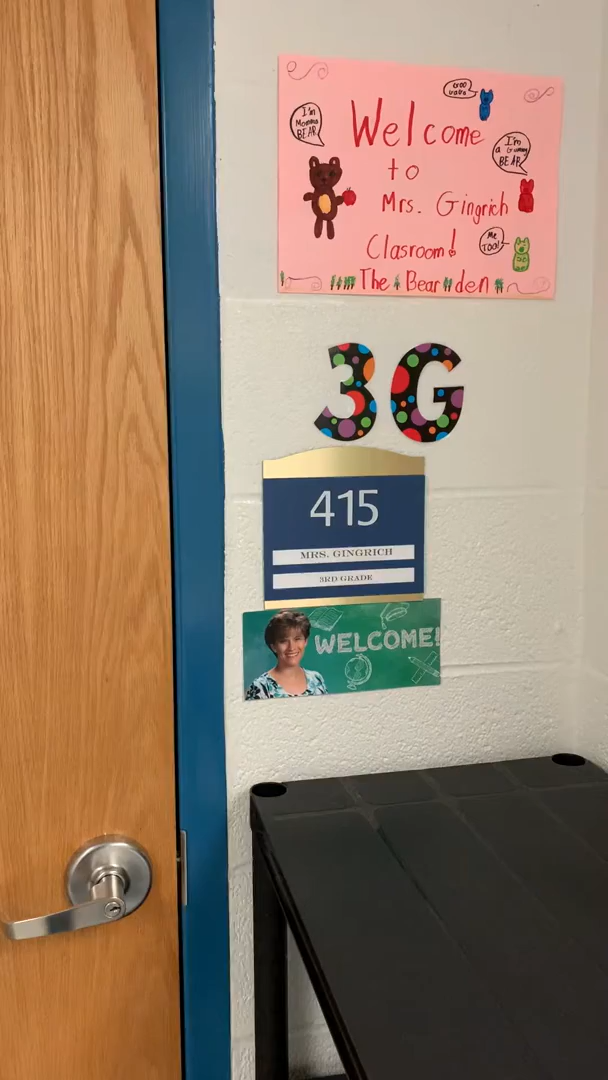 Welcome
to
Mrs. Gingrich
Clasroom!
The Bear den
I'm
Momma
BEAR
I'm
a Gummy
BEAR
Me
TOO!
3G
415
MRS. GINGRICH
3RD GRADE
WELCOME!